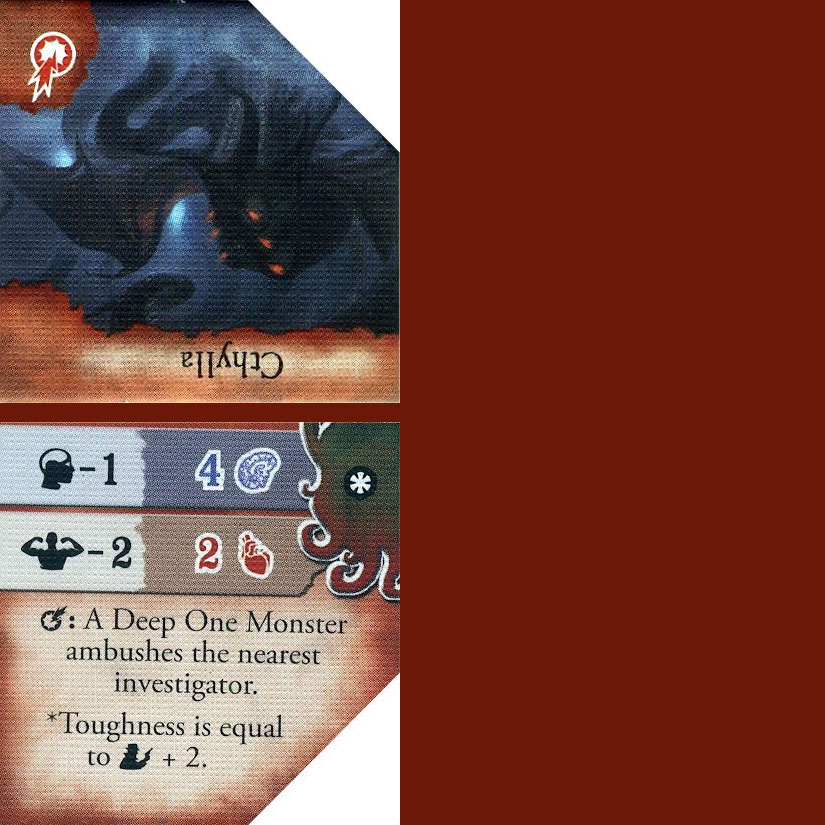 Cthylla
-1 4
*
-2 2
: A Deep One Monster
ambushes the nearest
investigator.
*Toughness is equal
to + 2.